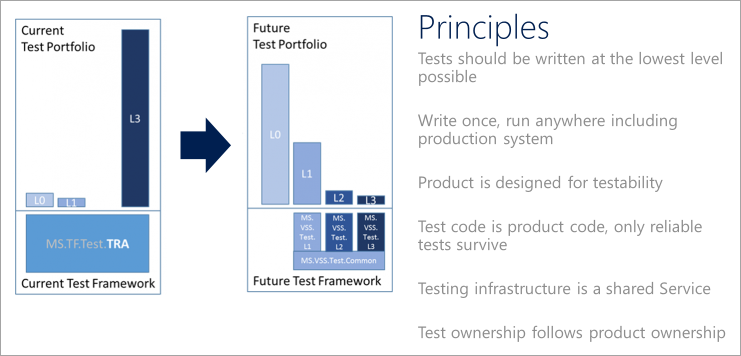 Current
Test Portfolio
L3
L0
L1
MS.TF.Test.TRA
Current Test Framework
Future
Test Portfolio
L0
L1
L2
L3
MS.
VSS.
Test.
L1
MS.
VSS.
Test.
L2
MS.
VSS.
Test.
L3
MS.VSS.Test.Common
Future Test Framework
Principles
Tests should be written at the lowest level
possible
Write once, run anywhere including
production system
Product is designed for testability
Test code is product code, only reliable
tests survive
Testing infrastructure is a shared Service
Test ownership follows product ownership